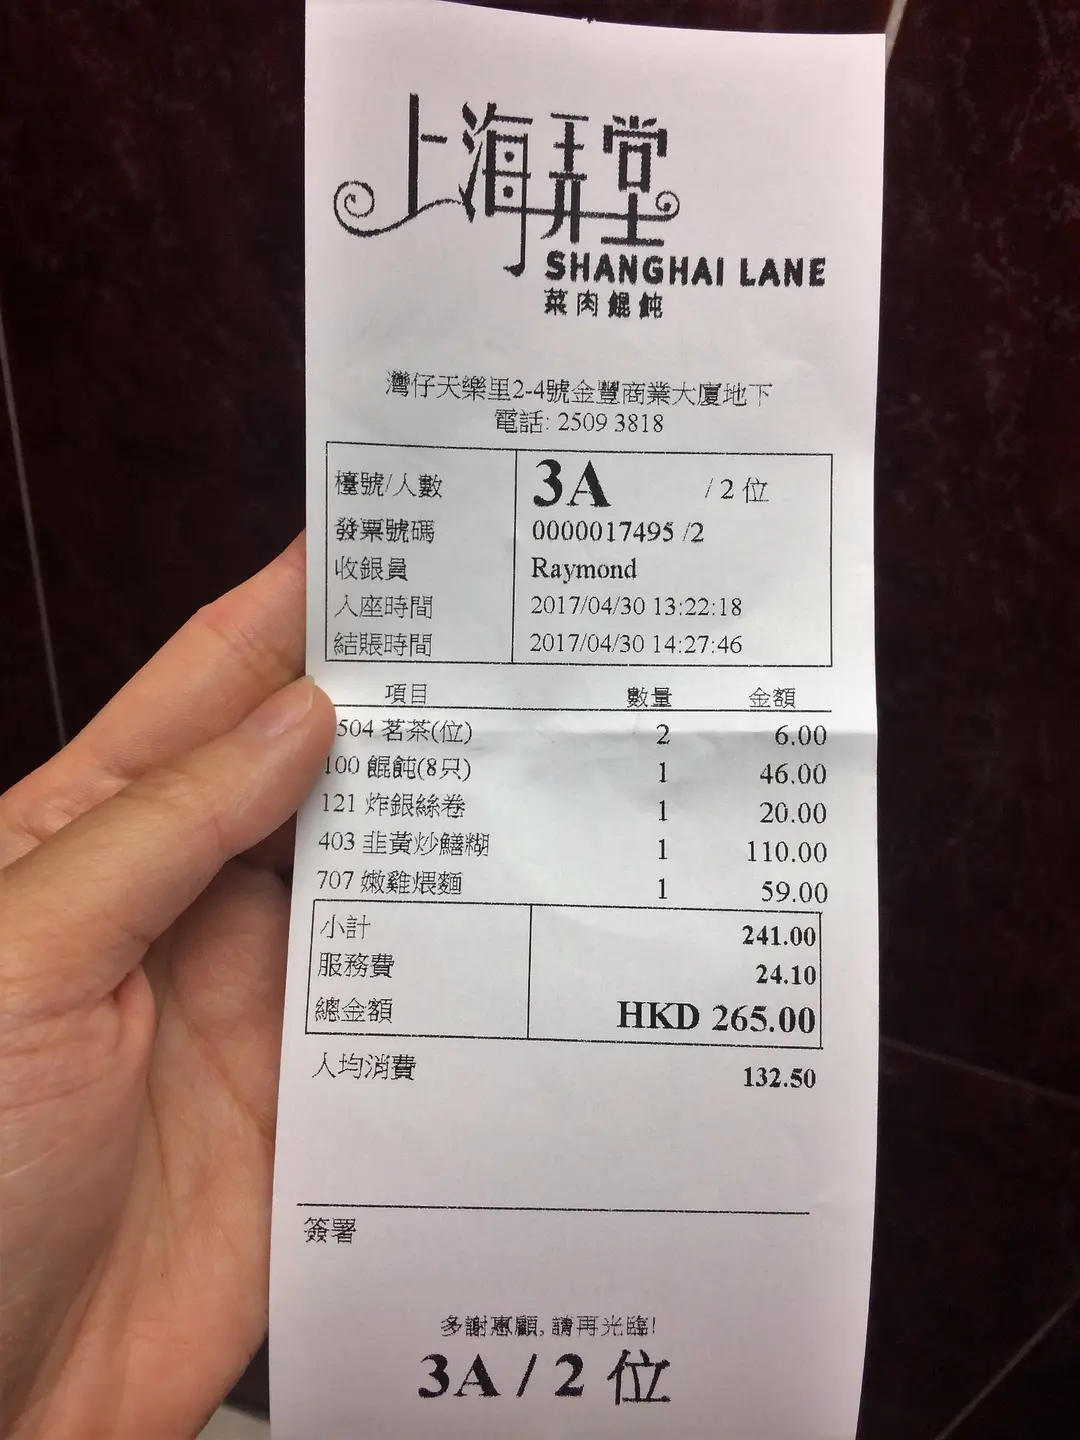 上海弄堂
SHANGHAI LANE
菜肉餛飩
灣仔天樂里2-4號金豐商業大廈地下
電話: 2509 3818
檯號/人數 3A / 2 位
發票號碼 0000017495 /2
收銀員 Raymond
入座時間 2017/04/30 13:22:18
結賬時間 2017/04/30 14:27:46
項目 數量 金額
504 茗茶(位) 2 6.00
100 餛飩(8只) 1 46.00
121 炸銀絲卷 1 20.00
403 韭黃炒鱔糊 1 110.00
707 嫩雞煨麵 1 59.00
小計 241.00
服務費 24.10
總金額 HKD 265.00
人均消費 132.50
簽署
多謝惠顧, 請再光臨!
3A / 2 位